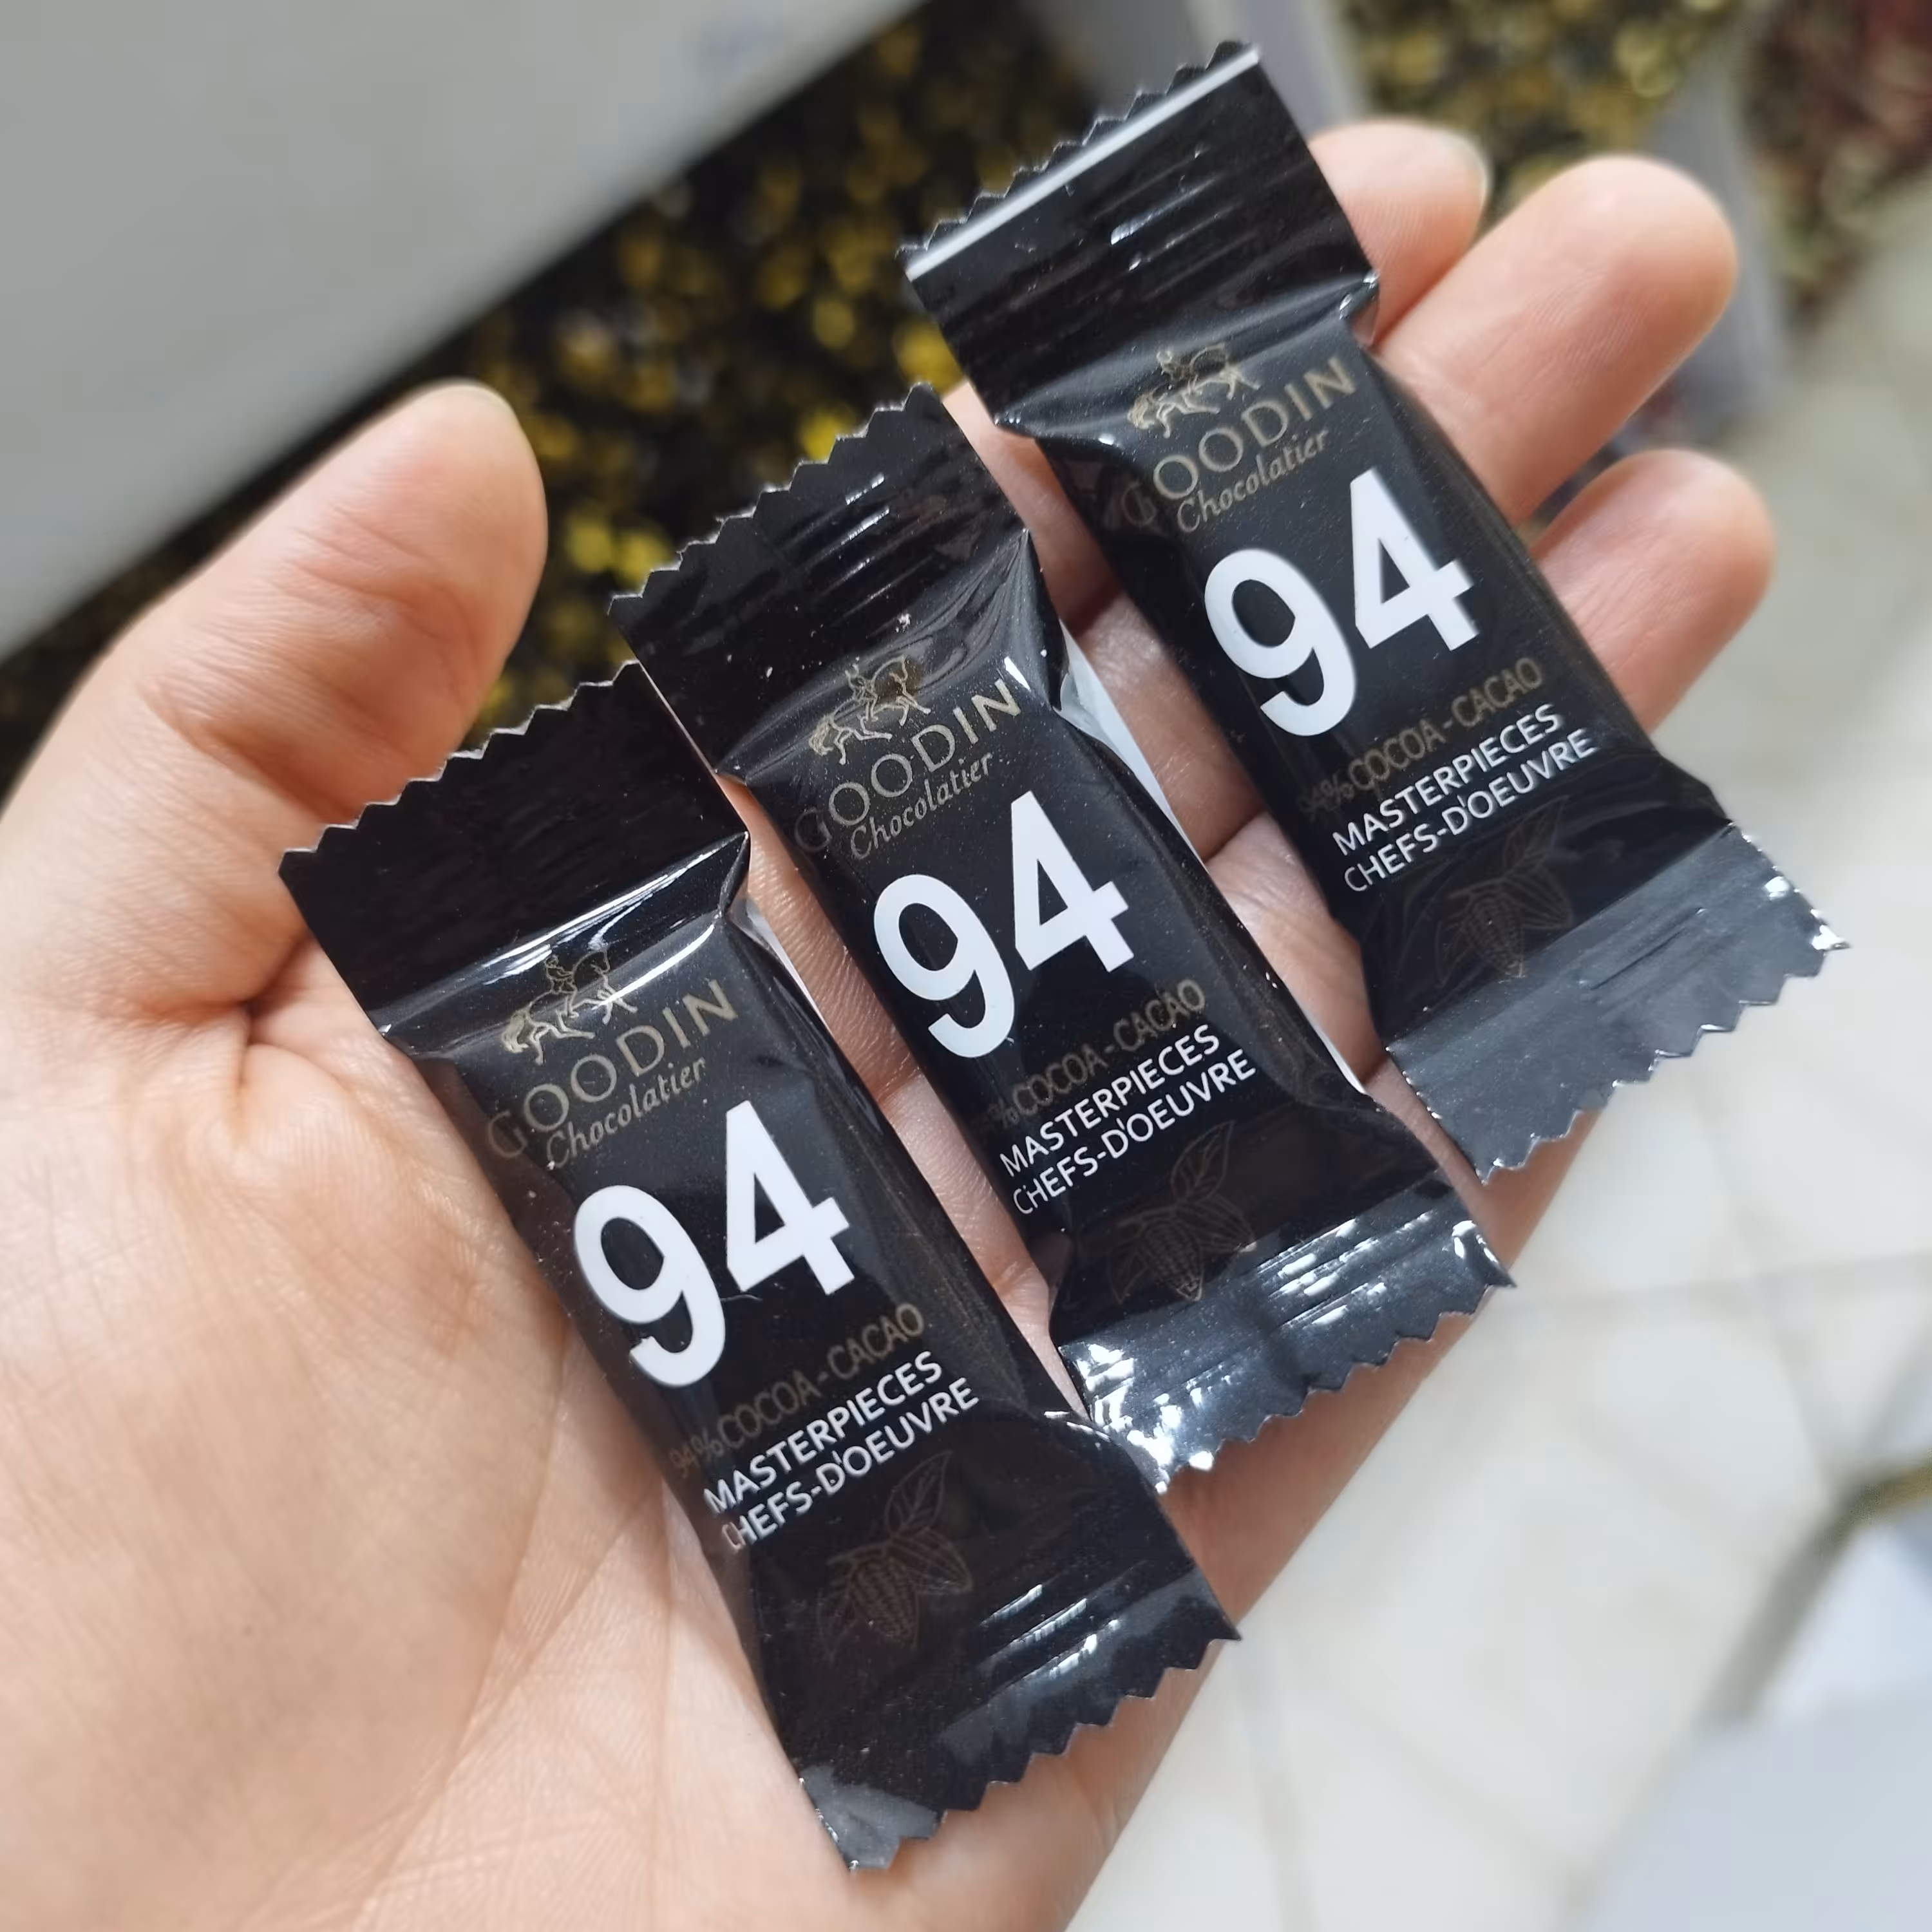 GOODIN
Chocolatier
94
94% COCOA - CACAO
MASTERPIECES
CHEFS-D'OEUVRE
GOODIN
Chocolatier
94
% COCOA - CACAO
MASTERPIECES
CHEFS-D'OEUVRE
GOODIN
Chocolatier
94
94% COCOA - CACAO
MASTERPIECES
CHEFS-D'OEUVRE